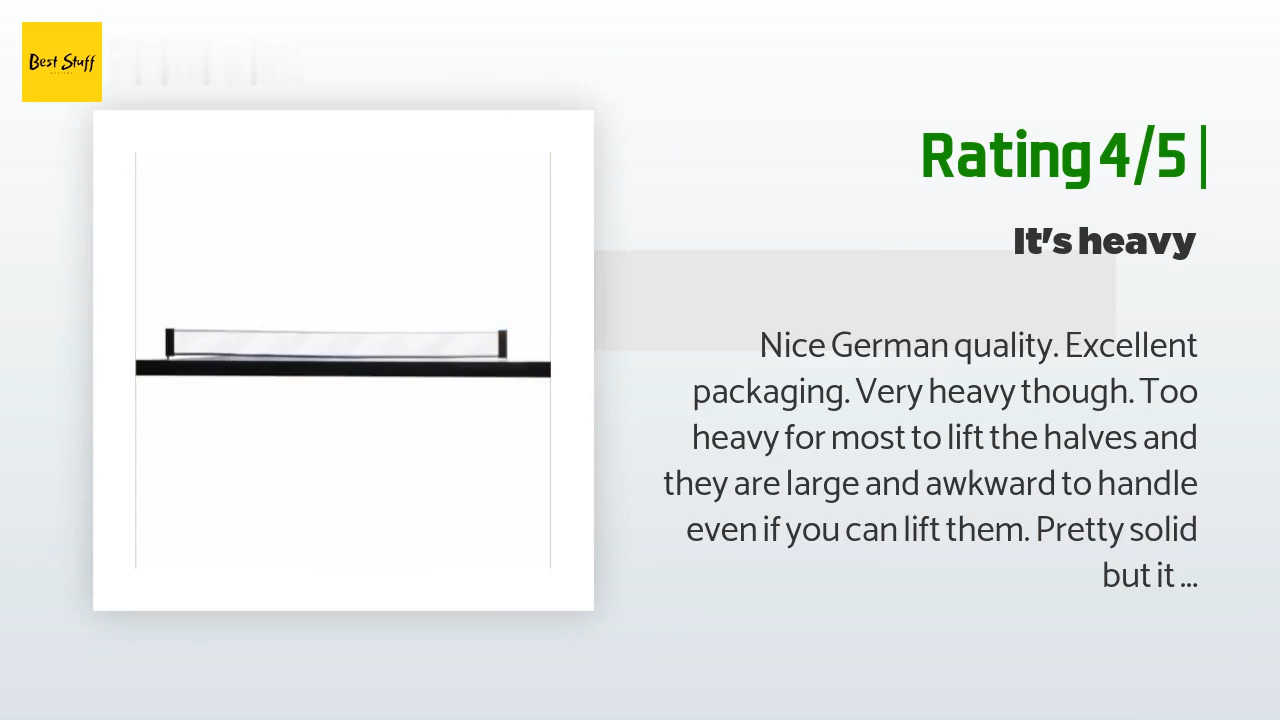 Best Stuff
Rating 4/5
It's heavy
Nice German quality. Excellent
packaging. Very heavy though. Too
heavy for most to lift the halves and
they are large and awkward to handle
even if you can lift them. Pretty solid
but it ...